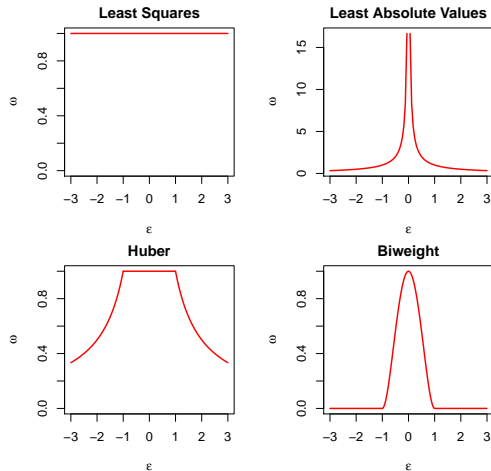 Least Squares
ω
0.0 0.4 0.8
−3 −2 −1 0 1 2 3
ε
Least Absolute Values
ω
0 5 10 15
−3 −2 −1 0 1 2 3
ε
Huber
ω
0.0 0.4 0.8
−3 −2 −1 0 1 2 3
ε
Biweight
ω
0.0 0.4 0.8
−3 −2 −1 0 1 2 3
ε